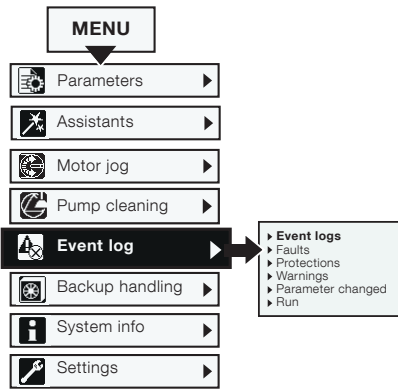 MENU
Parameters
Assistants
Motor jog
Pump cleaning
Event log
Backup handling
System info
Settings
Event logs
Faults
Protections
Warnings
Parameter changed
Run